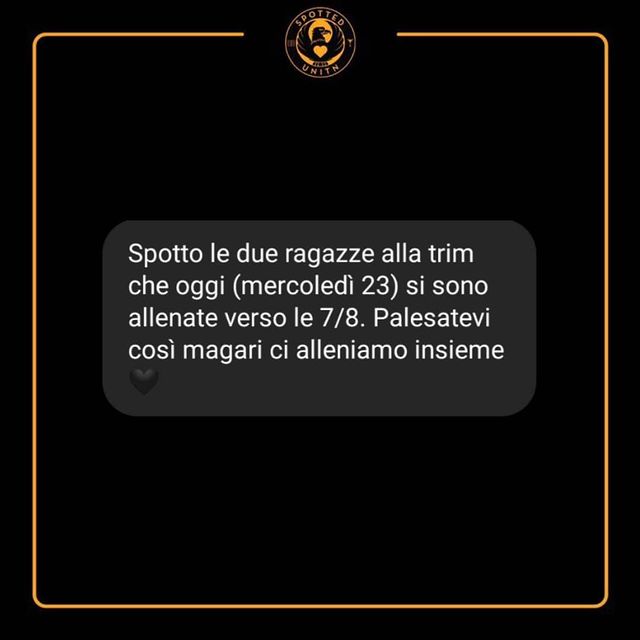 SPOTTED
UNITN
Spotto le due ragazze alla trim
che oggi (mercoledì 23) si sono
allenate verso le 7/8. Palesatevi
così magari ci alleniamo insieme
🖤